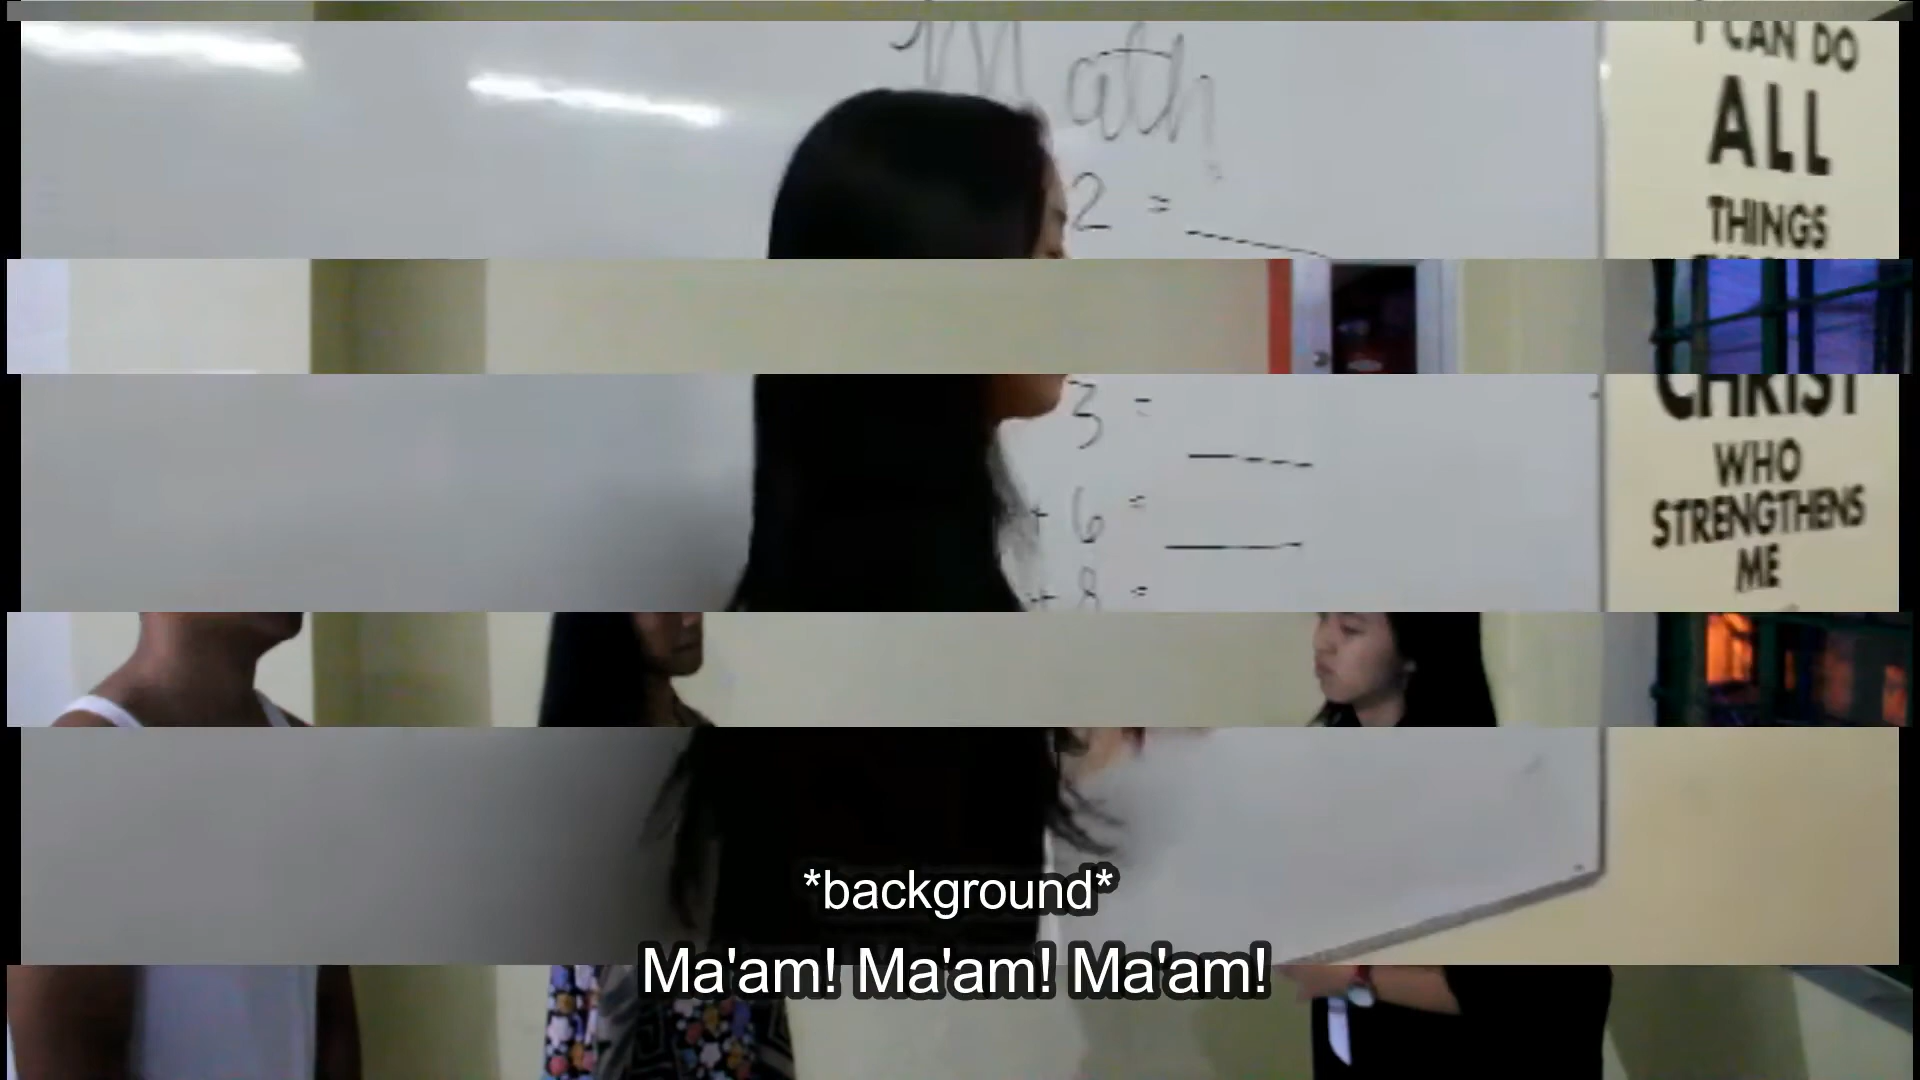 Math
2 =
3 =
+ 6 =
+ 8 =
I CAN DO
ALL
THINGS
CHRIST
WHO
STRENGTHENS
ME
*background*
Ma'am! Ma'am! Ma'am!